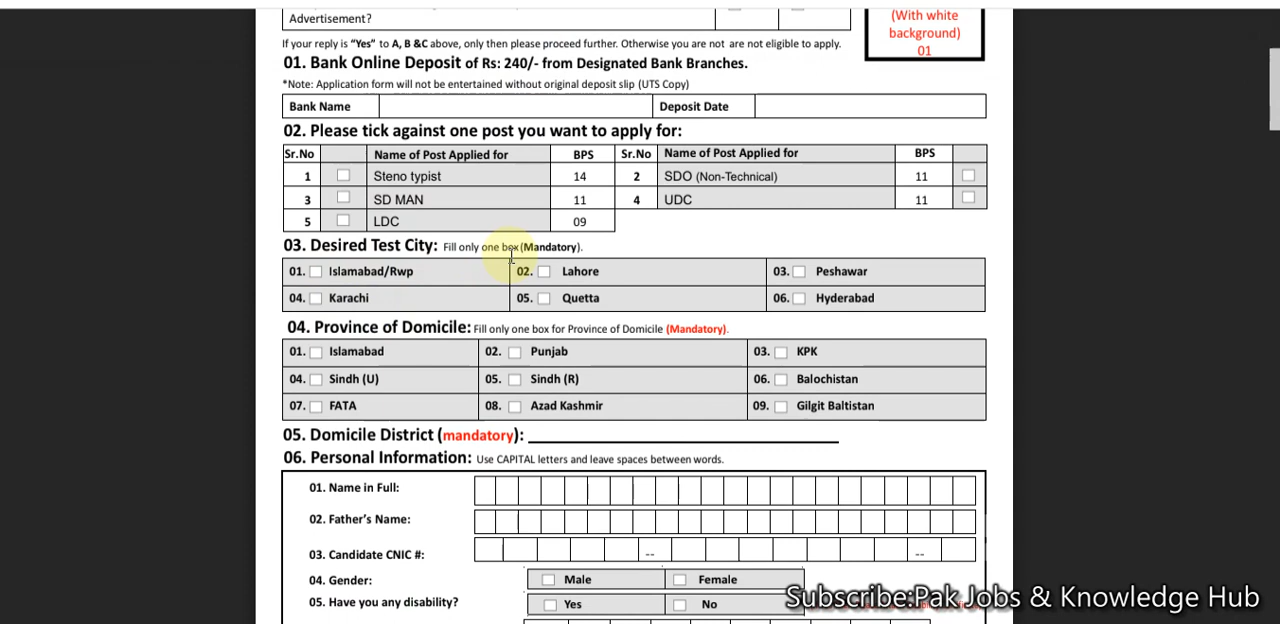 Advertisement?
(With white
background)
01
If your reply is “Yes” to A, B &C above, only then please proceed further. Otherwise you are not are not eligible to apply.
01. Bank Online Deposit of Rs: 240/- from Designated Bank Branches.
*Note: Application form will not be entertained without original deposit slip (UTS Copy)
Bank Name Deposit Date
02. Please tick against one post you want to apply for:
Sr.No Name of Post Applied for BPS Sr.No Name of Post Applied for BPS
1 Steno typist 14 2 SDO (Non-Technical) 11
3 SD MAN 11 4 UDC 11
5 LDC 09
03. Desired Test City: Fill only one box(Mandatory).
01. Islamabad/Rwp 02. Lahore 03. Peshawar
04. Karachi 05. Quetta 06. Hyderabad
04. Province of Domicile: Fill only one box for Province of Domicile (Mandatory).
01. Islamabad 02. Punjab 03. KPK
04. Sindh (U) 05. Sindh (R) 06. Balochistan
07. FATA 08. Azad Kashmir 09. Gilgit Baltistan
05. Domicile District (mandatory):
06. Personal Information: Use CAPITAL letters and leave spaces between words.
01. Name in Full:
02. Father’s Name:
03. Candidate CNIC #: -- --
04. Gender: Male Female
05. Have you any disability? Yes No
Subscribe:Pak Jobs & Knowledge Hub